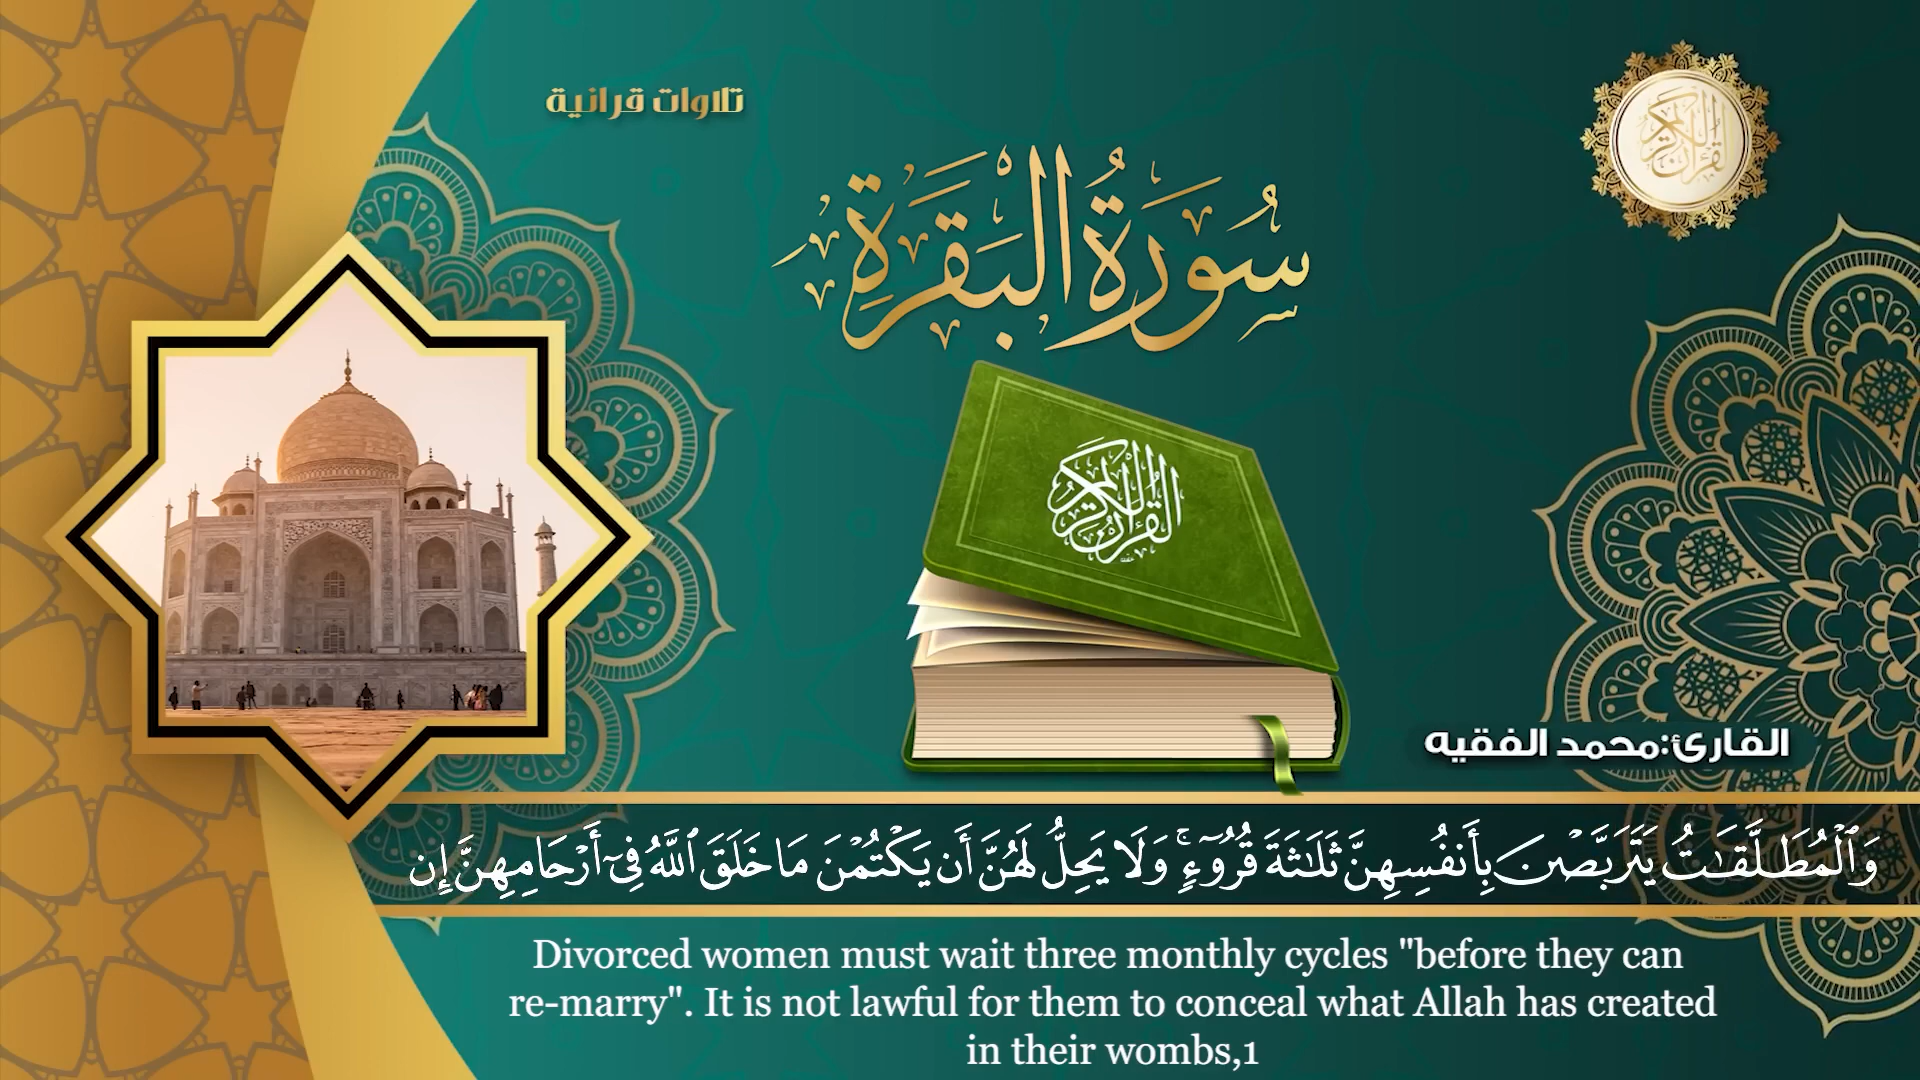 تلاوات قرانية
سُورَةُ البَقَرَةِ
القرآن الكريم
القرآن الكريم
القارئ:محمد الفقيه
وَٱلۡمُطَلَّقَٰتُ يَتَرَبَّصۡنَ بِأَنفُسِهِنَّ ثَلَٰثَةَ قُرُوٓءٖۚ وَلَا يَحِلُّ لَهُنَّ أَن يَكۡتُمۡنَ مَا خَلَقَ ٱللَّهُ فِيٓ أَرۡحَامِهِنَّ إِن
Divorced women must wait three monthly cycles "before they can
re-marry". It is not lawful for them to conceal what Allah has created
in their wombs,1